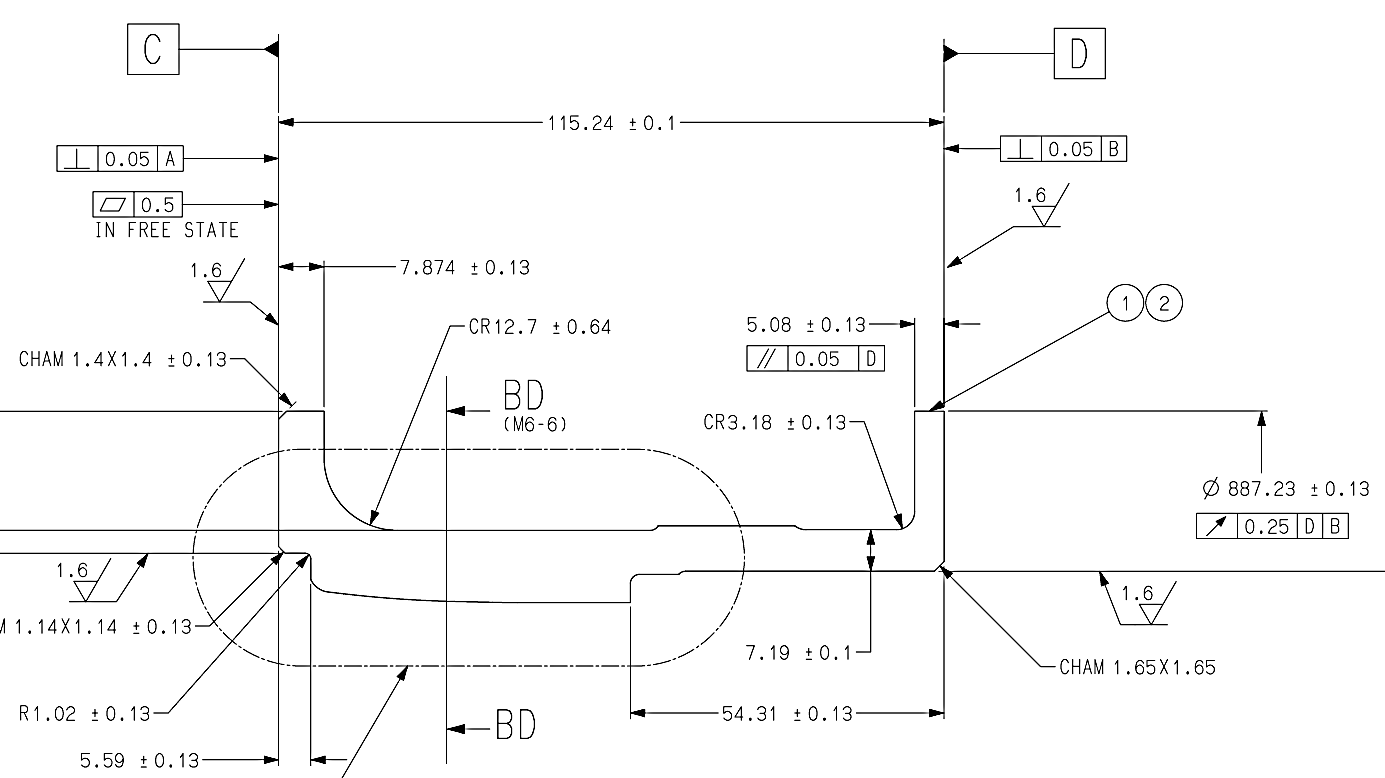 C
D
115.24 ±0.1
⊥ 0.05 A
⊥ 0.05 B
⏥ 0.5
IN FREE STATE
1.6
1.6
7.874 ±0.13
CR12.7 ±0.64
5.08 ±0.13
1 2
CHAM 1.4X1.4 ±0.13
// 0.05 D
BD
(M6-6)
CR3.18 ±0.13
Ø 887.23 ±0.13
↗ 0.25 D B
1.6
1.6
M 1.14X1.14 ±0.13
7.19 ±0.1
CHAM 1.65X1.65
R1.02 ±0.13
54.31 ±0.13
BD
5.59 ±0.13